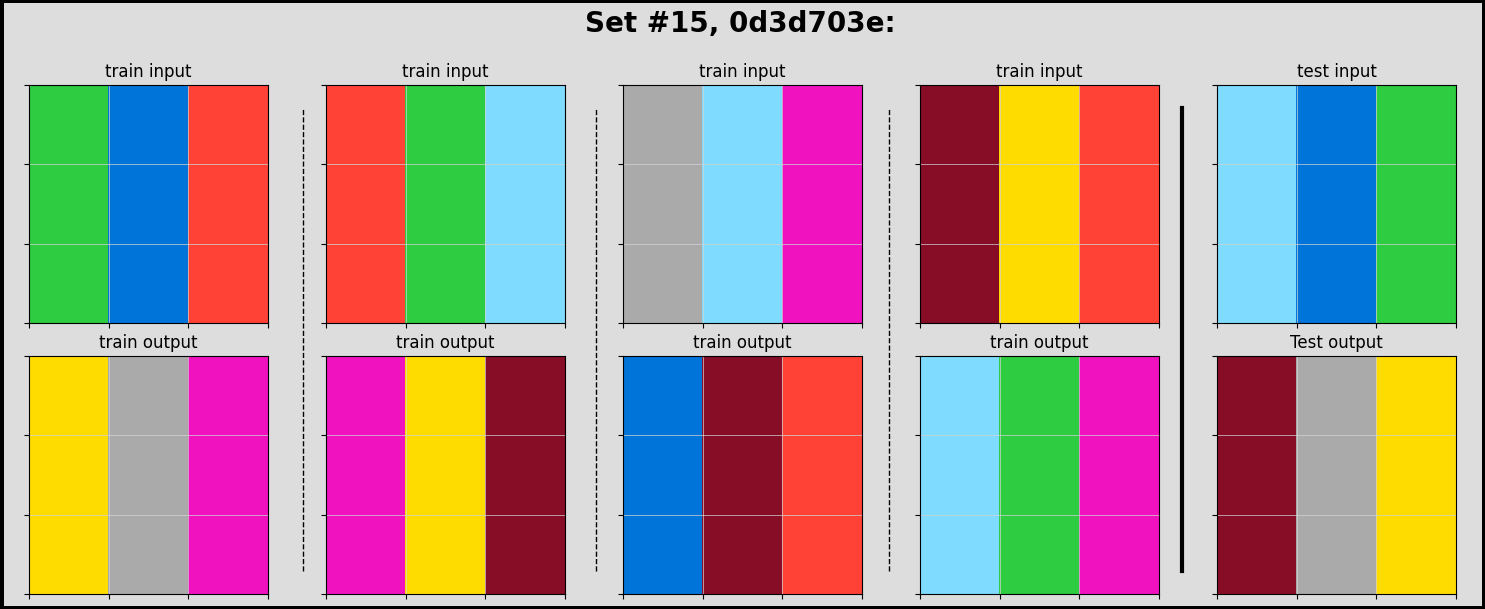 Set #15, 0d3d703e:
train input train input train input train input test input
train output train output train output train output Test output